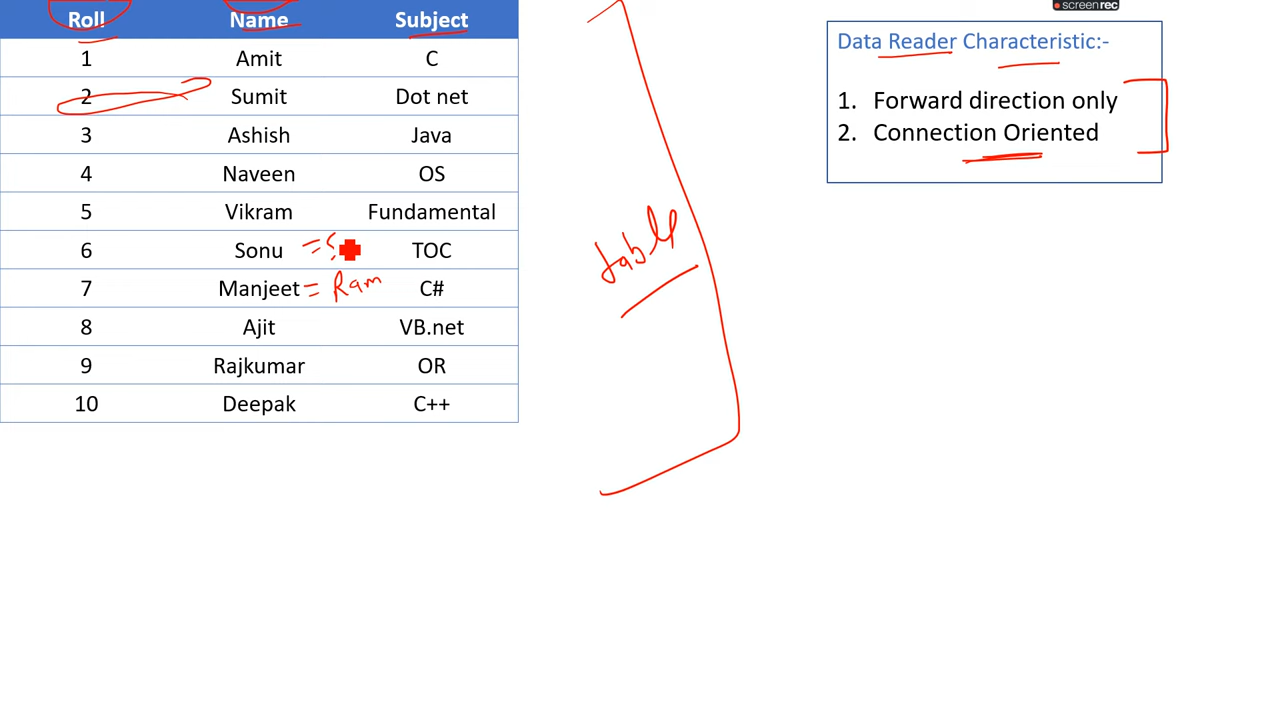 screenrec
Roll Name Subject
1 Amit C
2 Sumit Dot net
3 Ashish Java
4 Naveen OS
5 Vikram Fundamental
6 Sonu = TOC
7 Manjeet = Ram C#
8 Ajit VB.net
9 Rajkumar OR
10 Deepak C++
table
Data Reader Characteristic:-
1. Forward direction only
2. Connection Oriented